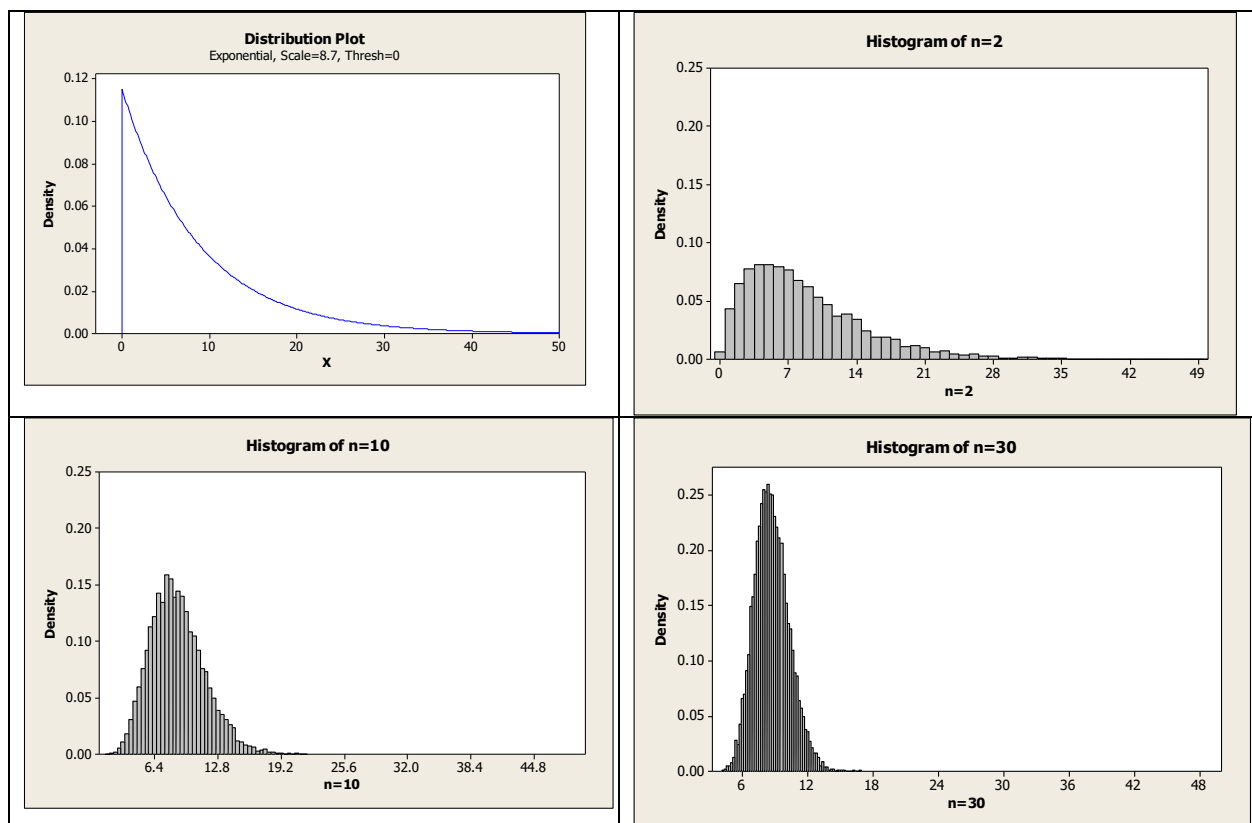 Distribution Plot
Exponential, Scale=8.7, Thresh=0
0.12
0.10
0.08
0.06
0.04
0.02
0.00
Density
0 10 20 30 40 50
X
Histogram of n=2
0.25
0.20
0.15
0.10
0.05
0.00
Density
0 7 14 21 28 35 42 49
n=2
Histogram of n=10
0.25
0.20
0.15
0.10
0.05
0.00
Density
6.4 12.8 19.2 25.6 32.0 38.4 44.8
n=10
Histogram of n=30
0.25
0.20
0.15
0.10
0.05
0.00
Density
6 12 18 24 30 36 42 48
n=30